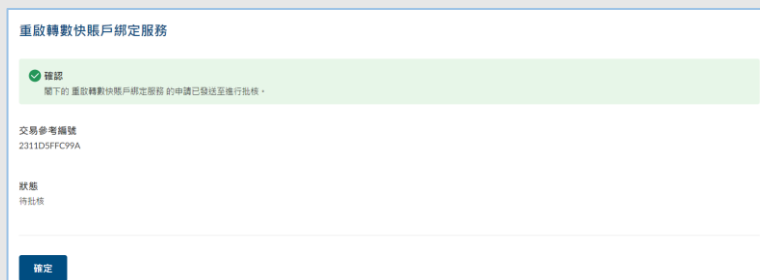 重啟轉數快賬戶綁定服務
確認
閣下的 重啟轉數快賬戶綁定服務 的申請已發送至進行批核。
交易參考編號
2311D5FFC99A
狀態
待批核
確定